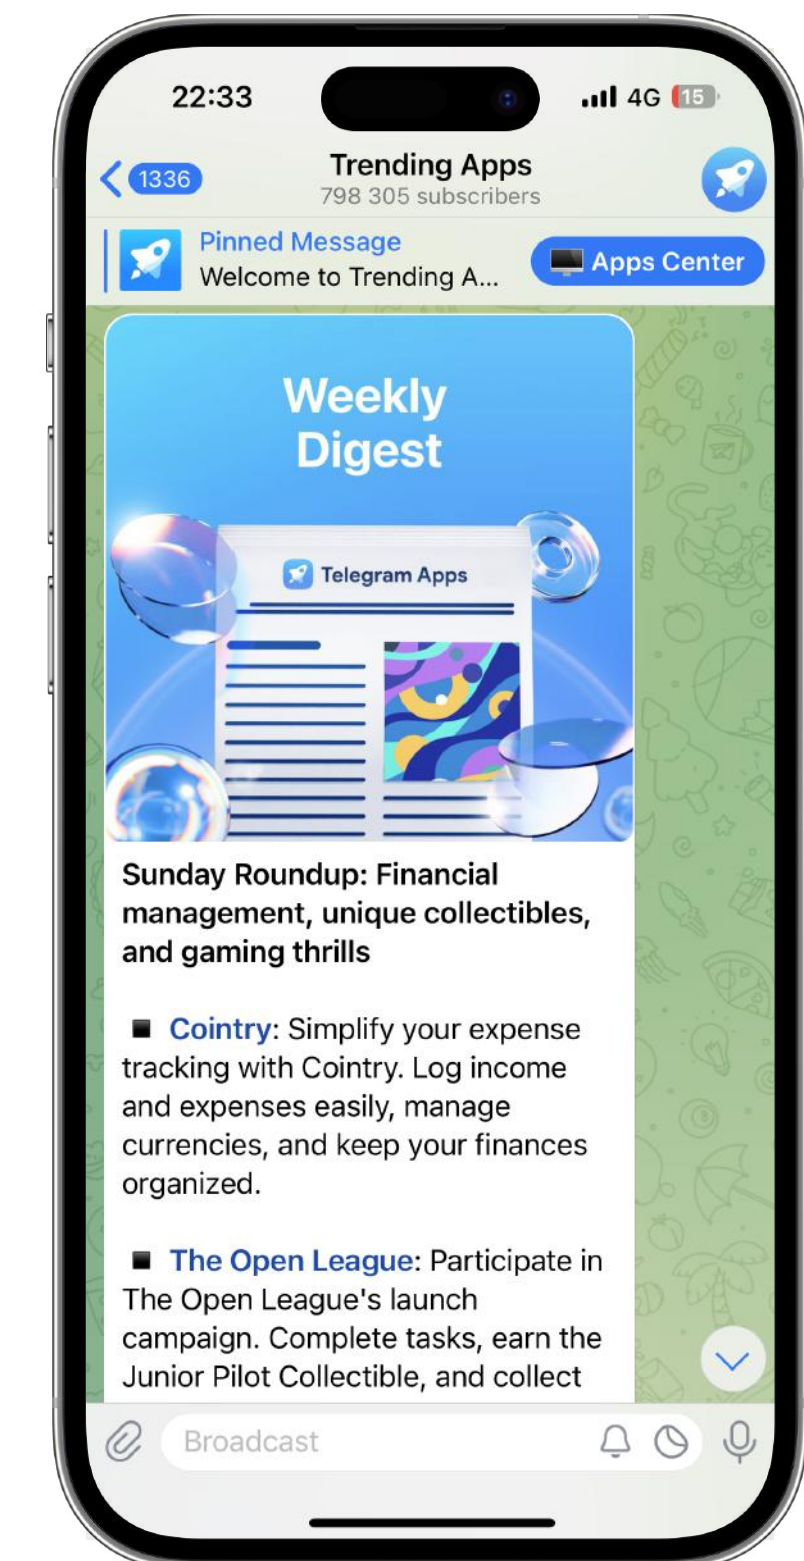 22:33
4G 15
1336
Trending Apps
798 305 subscribers
Pinned Message
Welcome to Trending A...
Apps Center
Weekly
Digest
Telegram Apps
Sunday Roundup: Financial
management, unique collectibles,
and gaming thrills
▪ Cointry: Simplify your expense
tracking with Cointry. Log income
and expenses easily, manage
currencies, and keep your finances
organized.
▪ The Open League: Participate in
The Open League's launch
campaign. Complete tasks, earn the
Junior Pilot Collectible, and collect
Broadcast